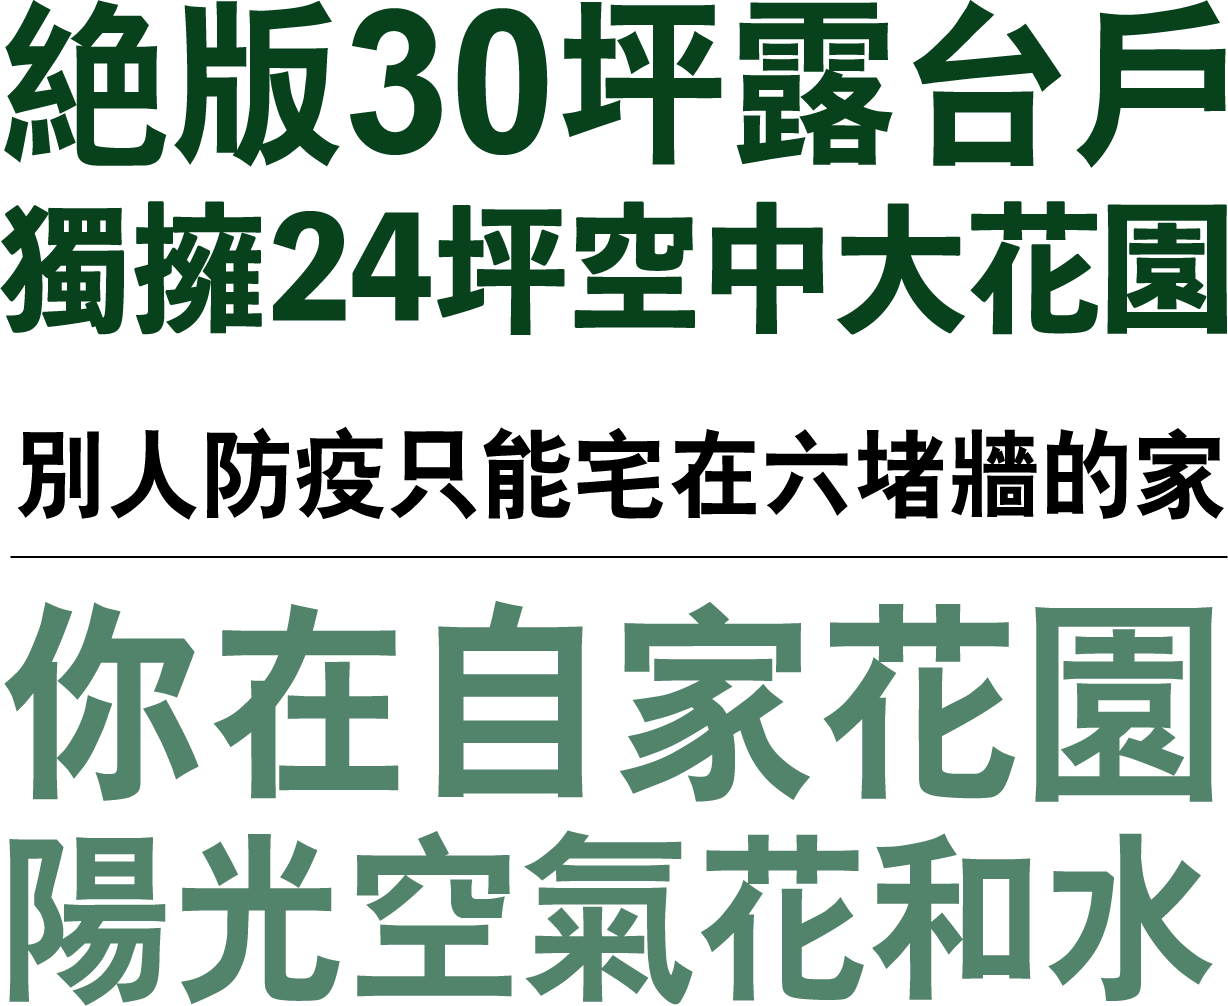 絕版30坪露台戶
獨擁24坪空中大花園
別人防疫只能宅在六堵牆的家
你在自家花園
陽光空氣花和水